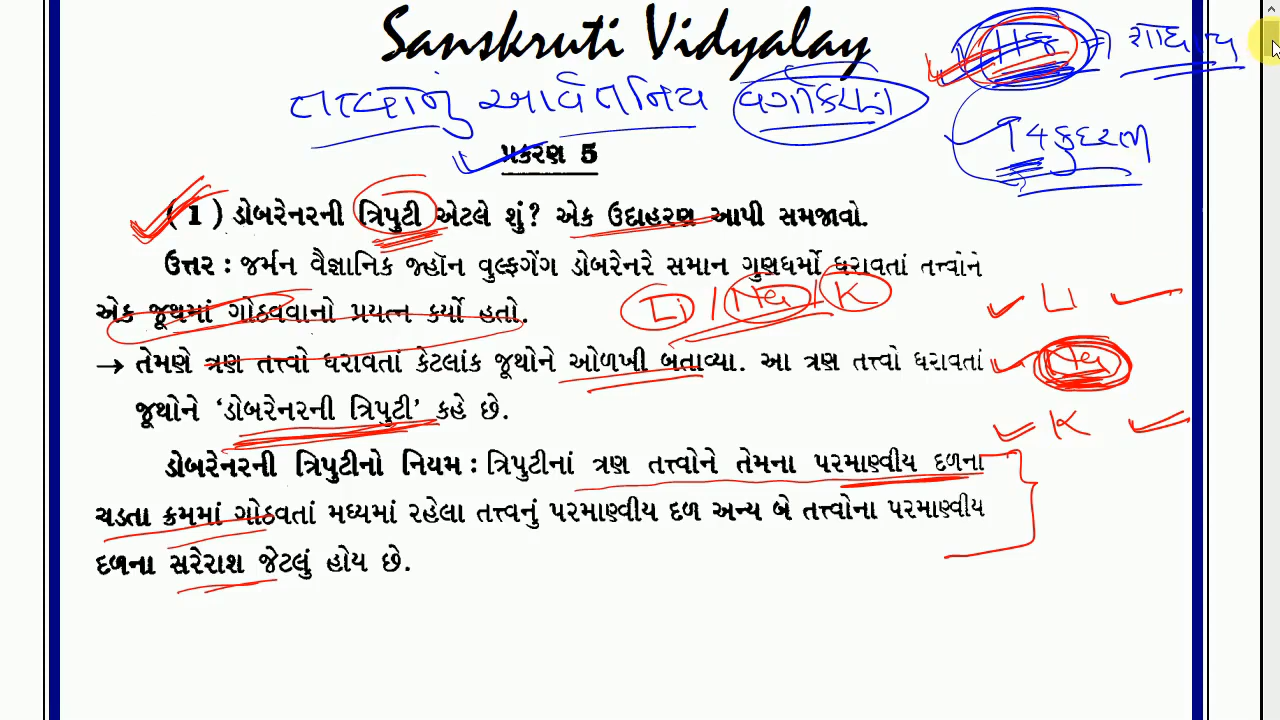 Sanskruti Vidyalay
તત્વોનું આવર્તનિય વર્ગીકરણ
118 શોધાય
94 કુદરતી
પ્રકરણ 5
(1) ડોબરેનરની ત્રિપુટી એટલે શું? એક ઉદાહરણ આપી સમજાવો.
ઉત્તર : જર્મન વૈજ્ઞાનિક જ્હૉન વુલ્ફગેંગ ડોબરેનરે સમાન ગુણધર્મો ધરાવતાં તત્ત્વોને
એક જૂથમાં ગોઠવવાનો પ્રયત્ન કર્યો હતો.
Li / Na / K
Li
→ તેમણે ત્રણ તત્ત્વો ધરાવતાં કેટલાંક જૂથોને ઓળખી બતાવ્યા. આ ત્રણ તત્ત્વો ધરાવતાં
Na
જૂથોને ‘ડોબરેનરની ત્રિપુટી’ કહે છે.
K
ડોબરેનરની ત્રિપુટીનો નિયમ : ત્રિપુટીનાં ત્રણ તત્ત્વોને તેમના પરમાણ્વીય દળના
ચડતા ક્રમમાં ગોઠવતાં મધ્યમાં રહેલા તત્ત્વનું પરમાણ્વીય દળ અન્ય બે તત્ત્વોના પરમાણ્વીય
દળના સરેરાશ જેટલું હોય છે.